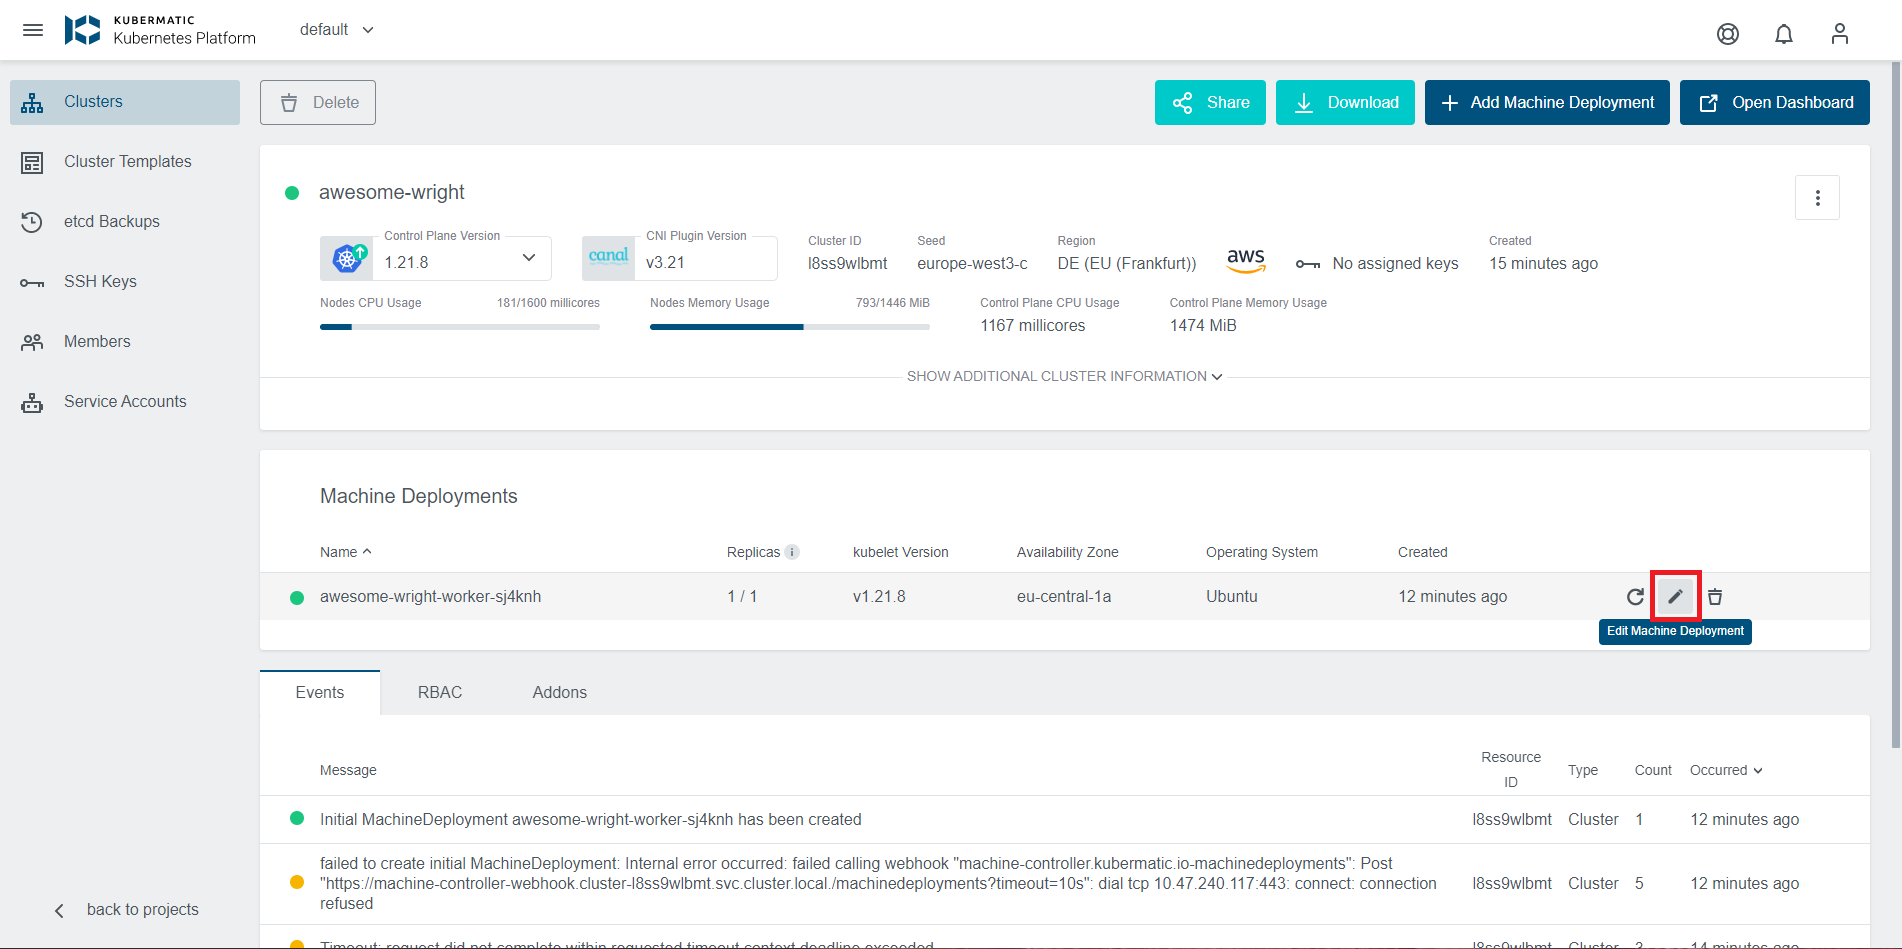 KUBERMATIC
Kubernetes Platform
default
Clusters
Cluster Templates
etcd Backups
SSH Keys
Members
Service Accounts
back to projects
Delete
Share
Download
Add Machine Deployment
Open Dashboard
awesome-wright
Control Plane Version
1.21.8
canal
CNI Plugin Version
v3.21
Cluster ID
l8ss9wlbmt
Seed
europe-west3-c
Region
DE (EU (Frankfurt))
aws
No assigned keys
Created
15 minutes ago
Nodes CPU Usage 181/1600 millicores
Nodes Memory Usage 793/1446 MiB
Control Plane CPU Usage
1167 millicores
Control Plane Memory Usage
1474 MiB
SHOW ADDITIONAL CLUSTER INFORMATION
Machine Deployments
Name Replicas kubelet Version Availability Zone Operating System Created
awesome-wright-worker-sj4knh 1 / 1 v1.21.8 eu-central-1a Ubuntu 12 minutes ago
Edit Machine Deployment
Events RBAC Addons
Message Resource ID Type Count Occurred
Initial MachineDeployment awesome-wright-worker-sj4knh has been created l8ss9wlbmt Cluster 1 12 minutes ago
failed to create initial MachineDeployment: Internal error occurred: failed calling webhook "machine-controller.kubermatic.io-machinedeployments": Post
"https://machine-controller-webhook.cluster-l8ss9wlbmt.svc.cluster.local./machinedeployments?timeout=10s": dial tcp 10.47.240.117:443: connect: connection
refused
l8ss9wlbmt Cluster 5 12 minutes ago
Timeout: request did not complete within requested timeout context deadline exceeded l8ss9wlbmt Cluster 3 14 minutes ago